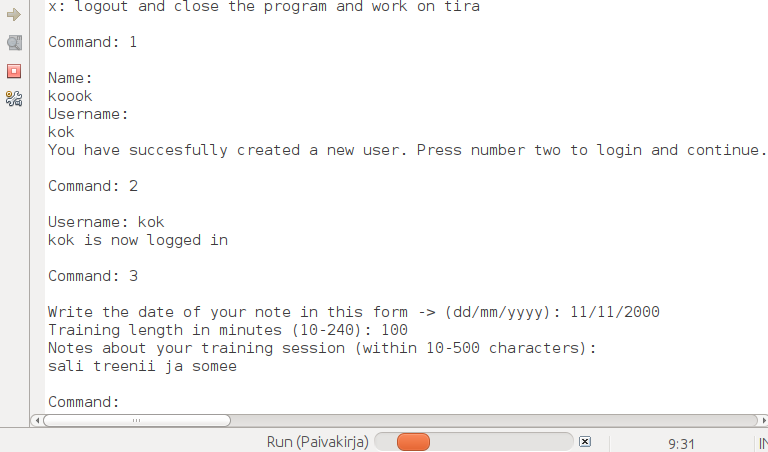 x: logout and close the program and work on tira
Command: 1
Name:
koook
Username:
kok
You have succesfully created a new user. Press number two to login and continue.
Command: 2
Username: kok
kok is now logged in
Command: 3
Write the date of your note in this form -> (dd/mm/yyyy): 11/11/2000
Training length in minutes (10-240): 100
Notes about your training session (within 10-500 characters):
sali treenii ja somee
Command:
Run (Paivakirja)
9:31
IN